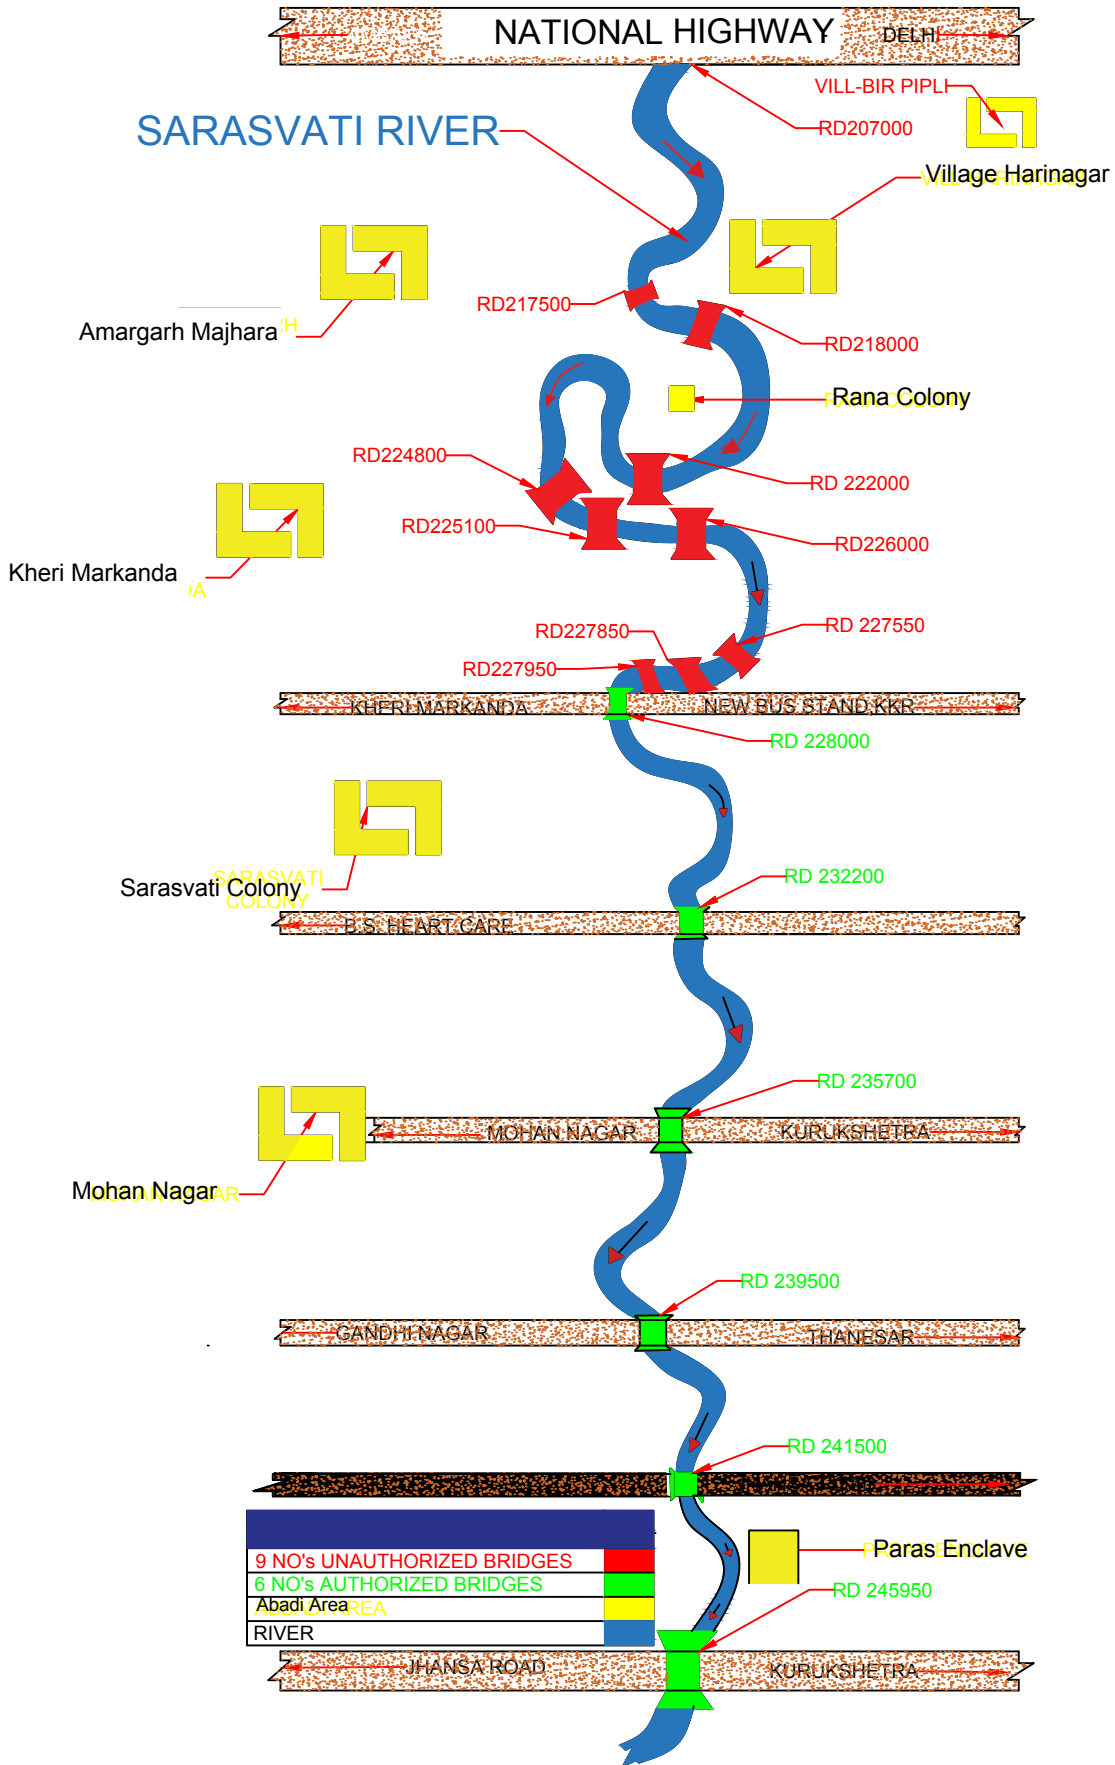 NATIONAL HIGHWAY
DELHI
VILL-BIR PIPLI
RD207000
SARASVATI RIVER
Village Harinagar
RD217500
Amargarh Majhara
RD218000
Rana Colony
RD224800
RD 222000
RD225100
RD226000
Kheri Markanda
RD 227550
RD227850
RD227950
KHERI MARKANDA
NEW BUS STAND,KKR
RD 228000
RD 232200
SARASVATI
COLONY
Sarasvati Colony
B.S. HEART CARE
RD 235700
MOHAN NAGAR
KURUKSHETRA
Mohan Nagar
RD 239500
GANDHI NAGAR
THANESAR
RD 241500
Paras Enclave
9 NO's UNAUTHORIZED BRIDGES
6 NO's AUTHORIZED BRIDGES
Abadi Area
RIVER
RD 245950
JHANSA ROAD
KURUKSHETRA